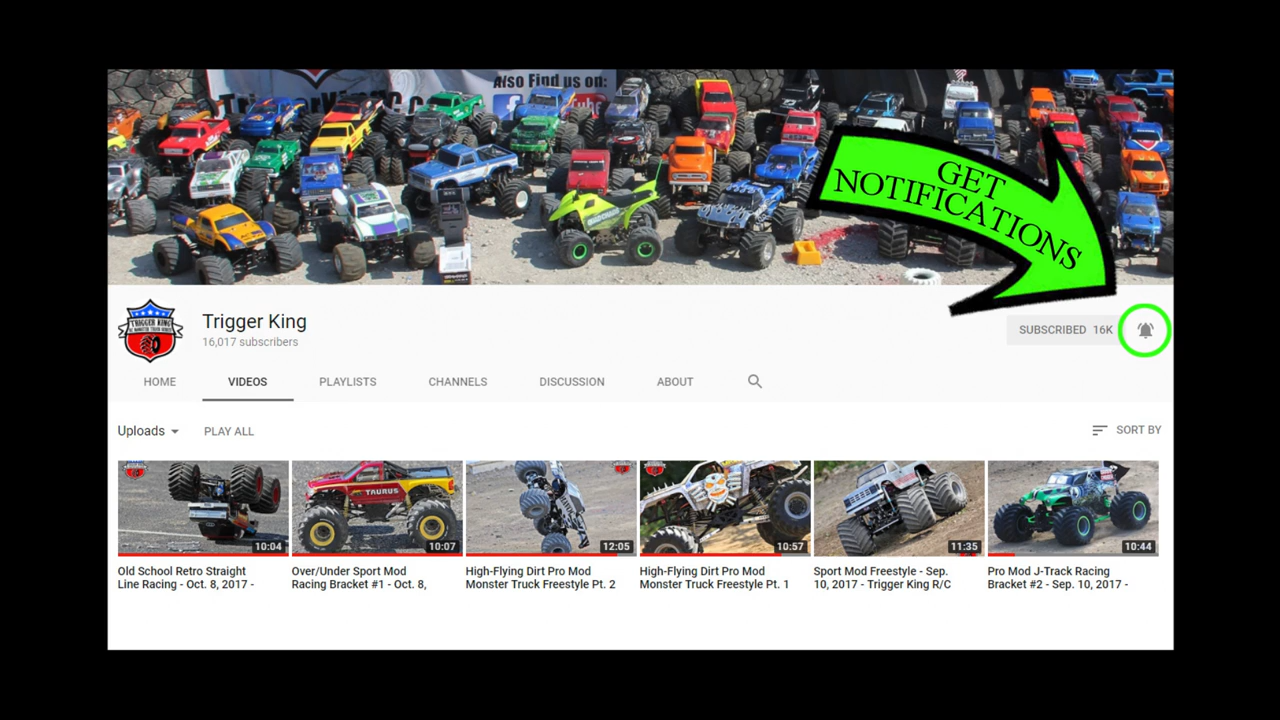 Also Find us on:
GET
NOTIFICATIONS
TRIGGER KING
Trigger King
16,017 subscribers
SUBSCRIBED 16K
HOME
VIDEOS
PLAYLISTS
CHANNELS
DISCUSSION
ABOUT
Uploads
PLAY ALL
SORT BY
TAURUS
10:04
10:07
12:05
10:57
11:35
10:44
Old School Retro Straight
Line Racing - Oct. 8, 2017 -
Over/Under Sport Mod
Racing Bracket #1 - Oct. 8,
High-Flying Dirt Pro Mod
Monster Truck Freestyle Pt. 2
High-Flying Dirt Pro Mod
Monster Truck Freestyle Pt. 1
Sport Mod Freestyle - Sep.
10, 2017 - Trigger King R/C
Pro Mod J-Track Racing
Bracket #2 - Sep. 10, 2017 -